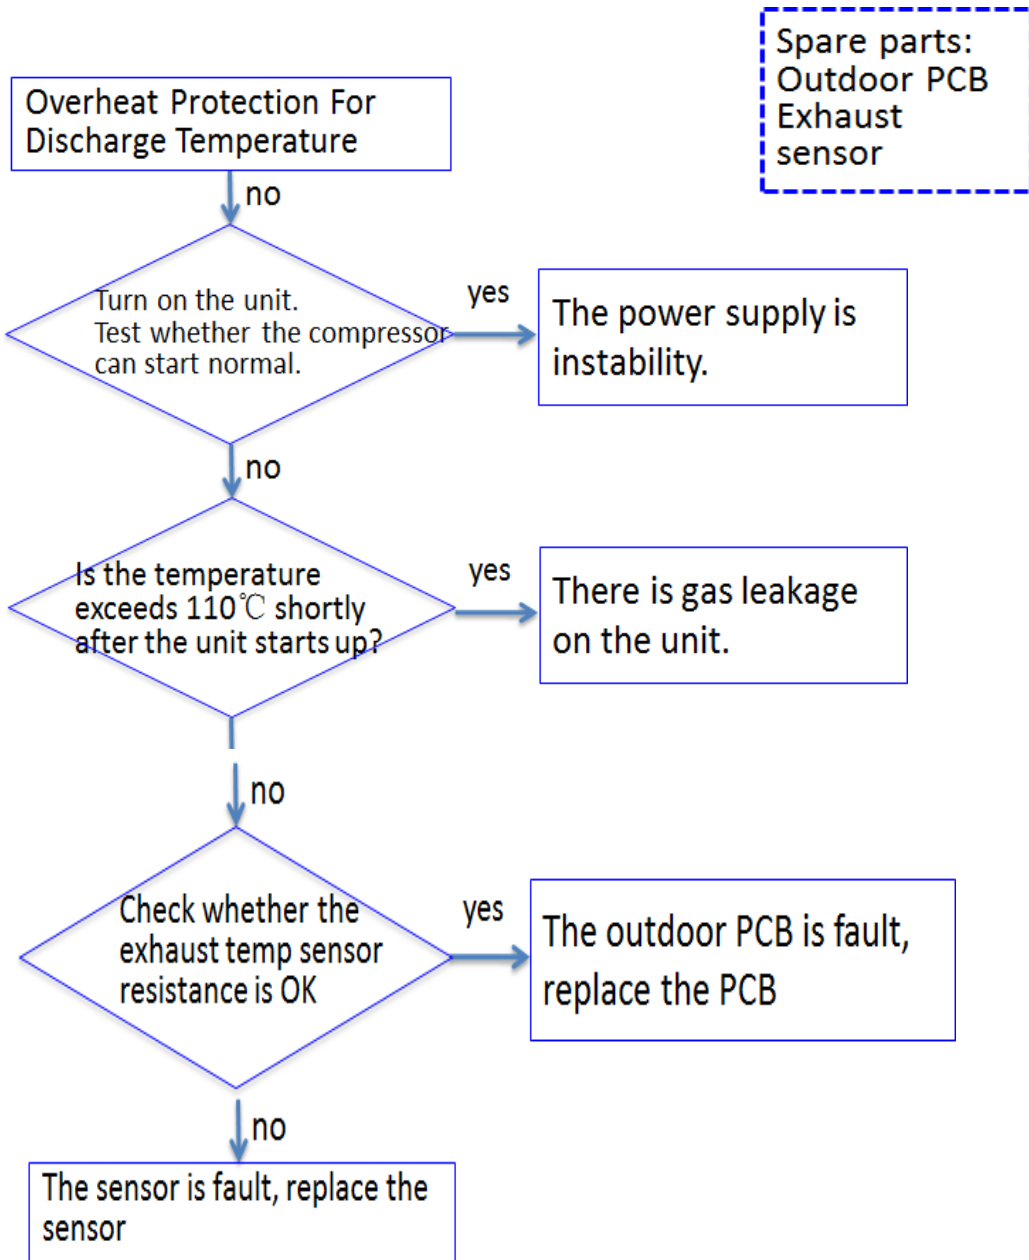 Spare parts:
Outdoor PCB
Exhaust
sensor
Overheat Protection For
Discharge Temperature
no
Turn on the unit.
Test whether the compressor
can start normal.
yes
The power supply is
instability.
no
Is the temperature
exceeds 110℃ shortly
after the unit starts up?
yes
There is gas leakage
on the unit.
no
Check whether the
exhaust temp sensor
resistance is OK
yes
The outdoor PCB is fault,
replace the PCB
no
The sensor is fault, replace the
sensor